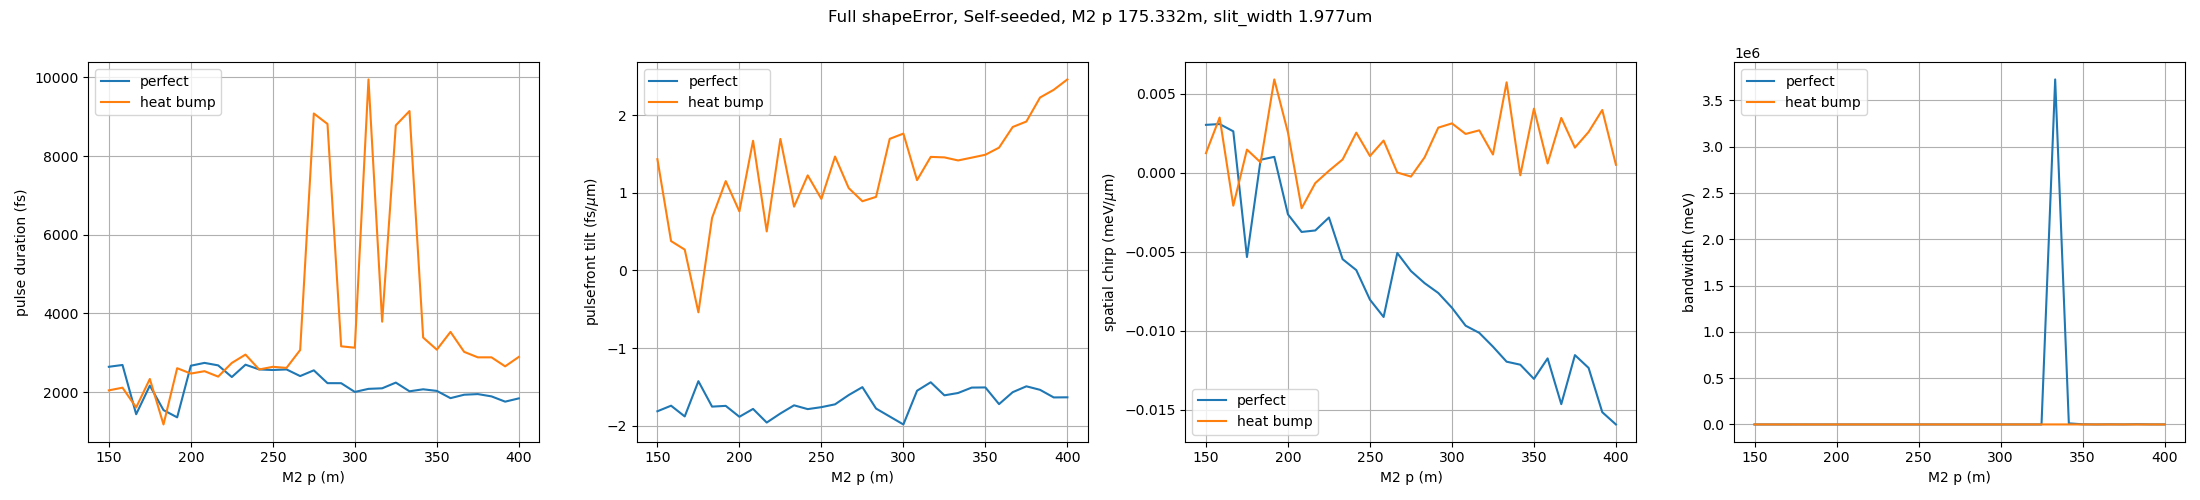 Full shapeError, Self-seeded, M2 p 175.332m, slit_width 1.977um
pulse duration (fs)
10000
8000
6000
4000
2000
perfect
heat bump
150 200 250 300 350 400
M2 p (m)
pulsefront tilt (fs/μm)
2
1
0
−1
−2
perfect
heat bump
150 200 250 300 350 400
M2 p (m)
spatial chirp (meV/μm)
0.005
0.000
−0.005
−0.010
−0.015
perfect
heat bump
150 200 250 300 350 400
M2 p (m)
bandwidth (meV)
1e6
3.5
3.0
2.5
2.0
1.5
1.0
0.5
0.0
perfect
heat bump
150 200 250 300 350 400
M2 p (m)